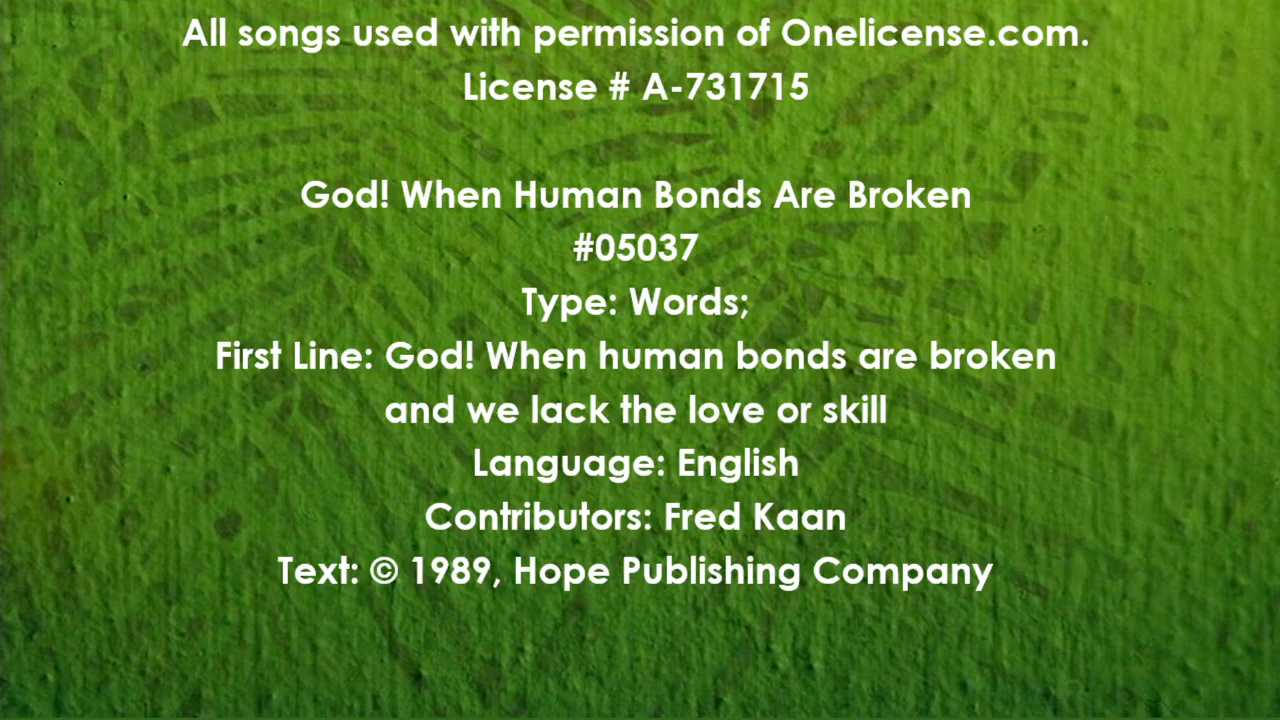 All songs used with permission of Onelicense.com.
License # A-731715
God! When Human Bonds Are Broken
#05037
Type: Words;
First Line: God! When human bonds are broken
and we lack the love or skill
Language: English
Contributors: Fred Kaan
Text: © 1989, Hope Publishing Company